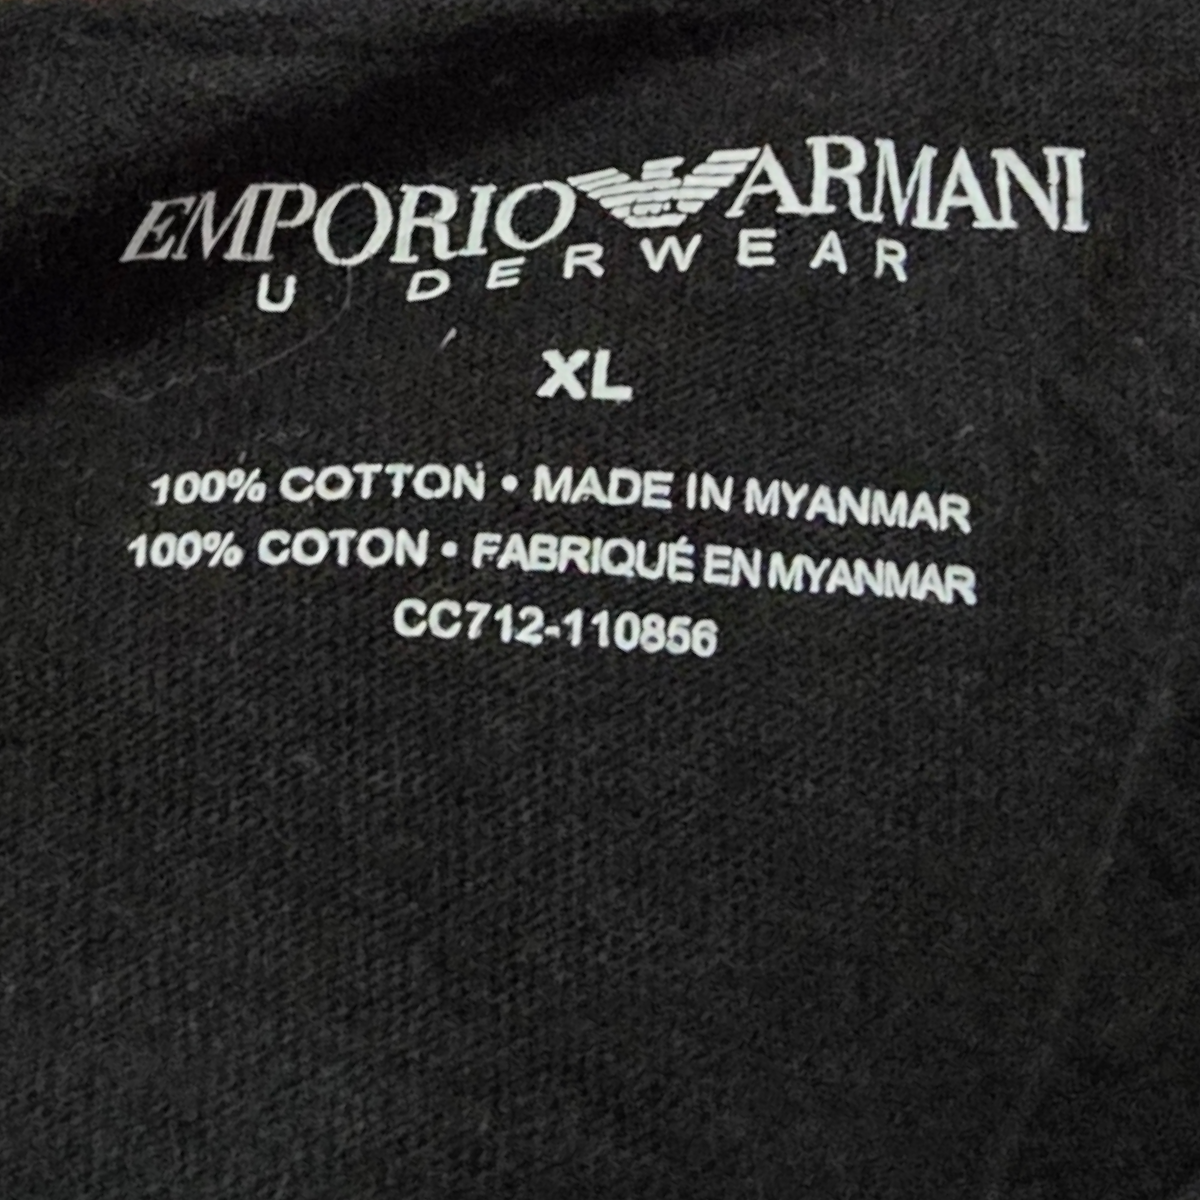 EMPORIO ARMANI
U DERWEAR
XL
100% COTTON • MADE IN MYANMAR
100% COTON • FABRIQUÉ EN MYANMAR
CC712-110856